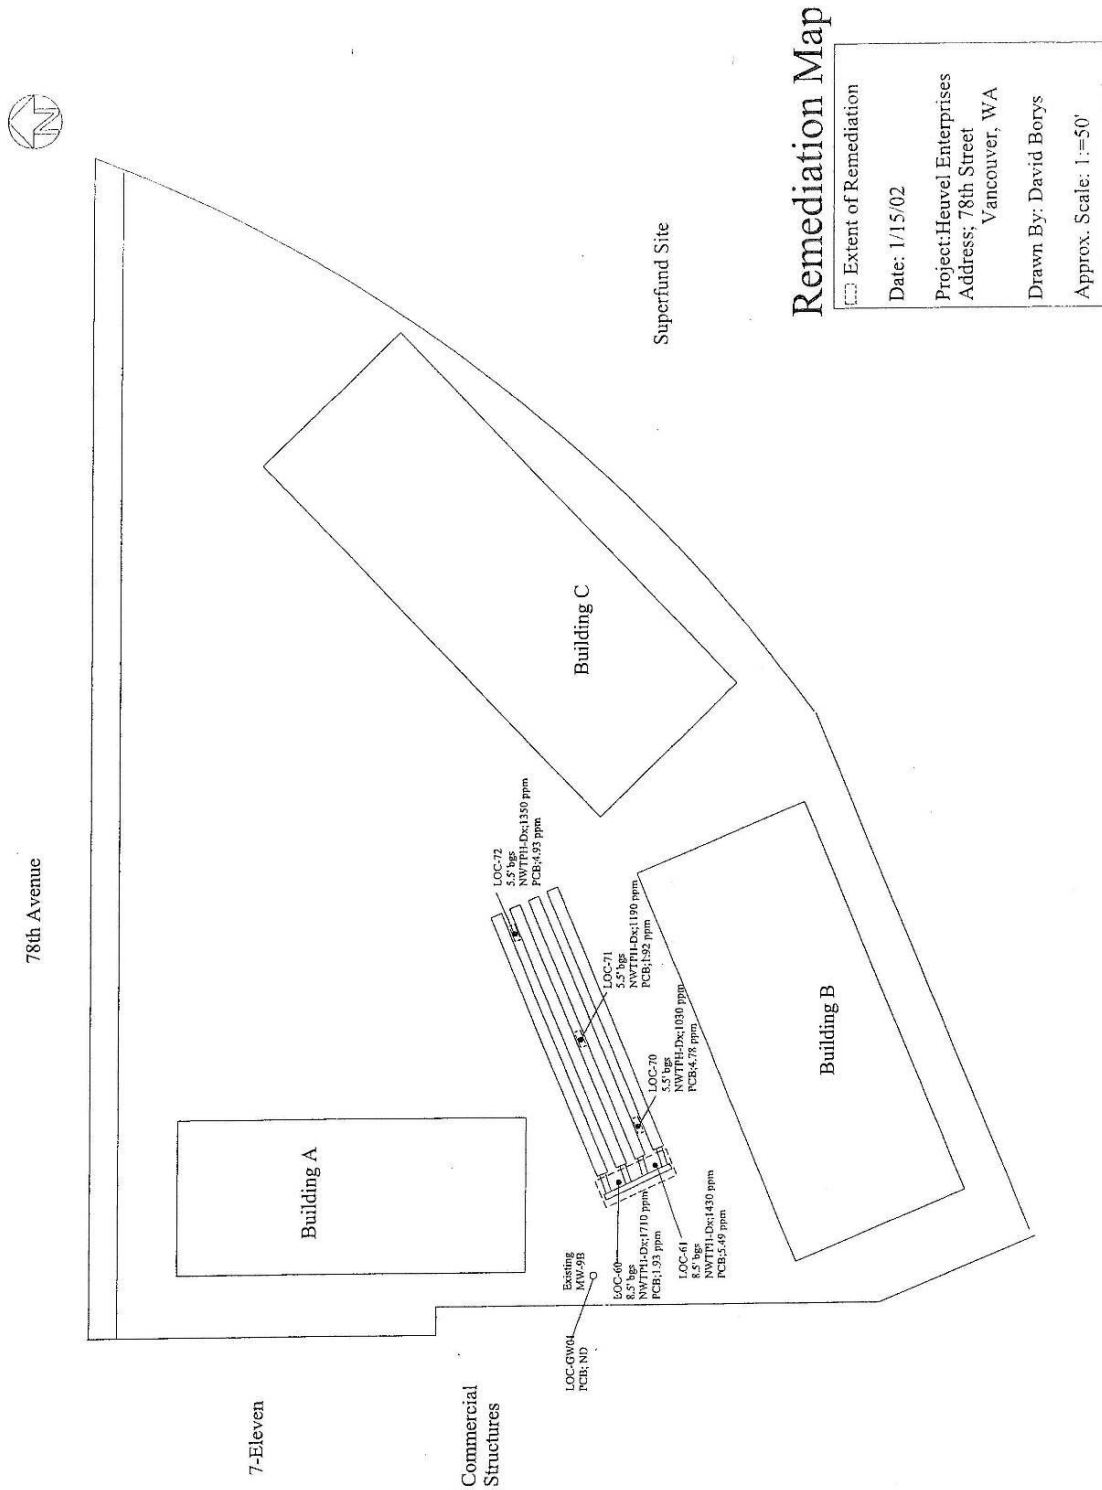 N
78th Avenue
7-Eleven
Commercial
Structures
Building A
Building B
Building C
Superfund Site
Existing
MW-9B
LOC-GW01
PCB; ND
LOC-60
8.5' bgs
NWTPH-Dx;1710 ppm
PCB;1.93 ppm
LOC-61
8.5' bgs
NWTPH-Dx;1430 ppm
PCB;5.49 ppm
LOC-70
5.5' bgs
NWTPH-Dx;1030 ppm
PCB;4.78 ppm
LOC-71
5.5' bgs
NWTPH-Dx;1190 ppm
PCB;1.92 ppm
LOC-72
5.5' bgs
NWTPH-Dx;1350 ppm
PCB;4.93 ppm
Remediation Map
Extent of Remediation
Date: 1/15/02
Project:Heuvel Enterprises
Address; 78th Street
Vancouver, WA
Drawn By: David Borys
Approx. Scale: 1:=50'